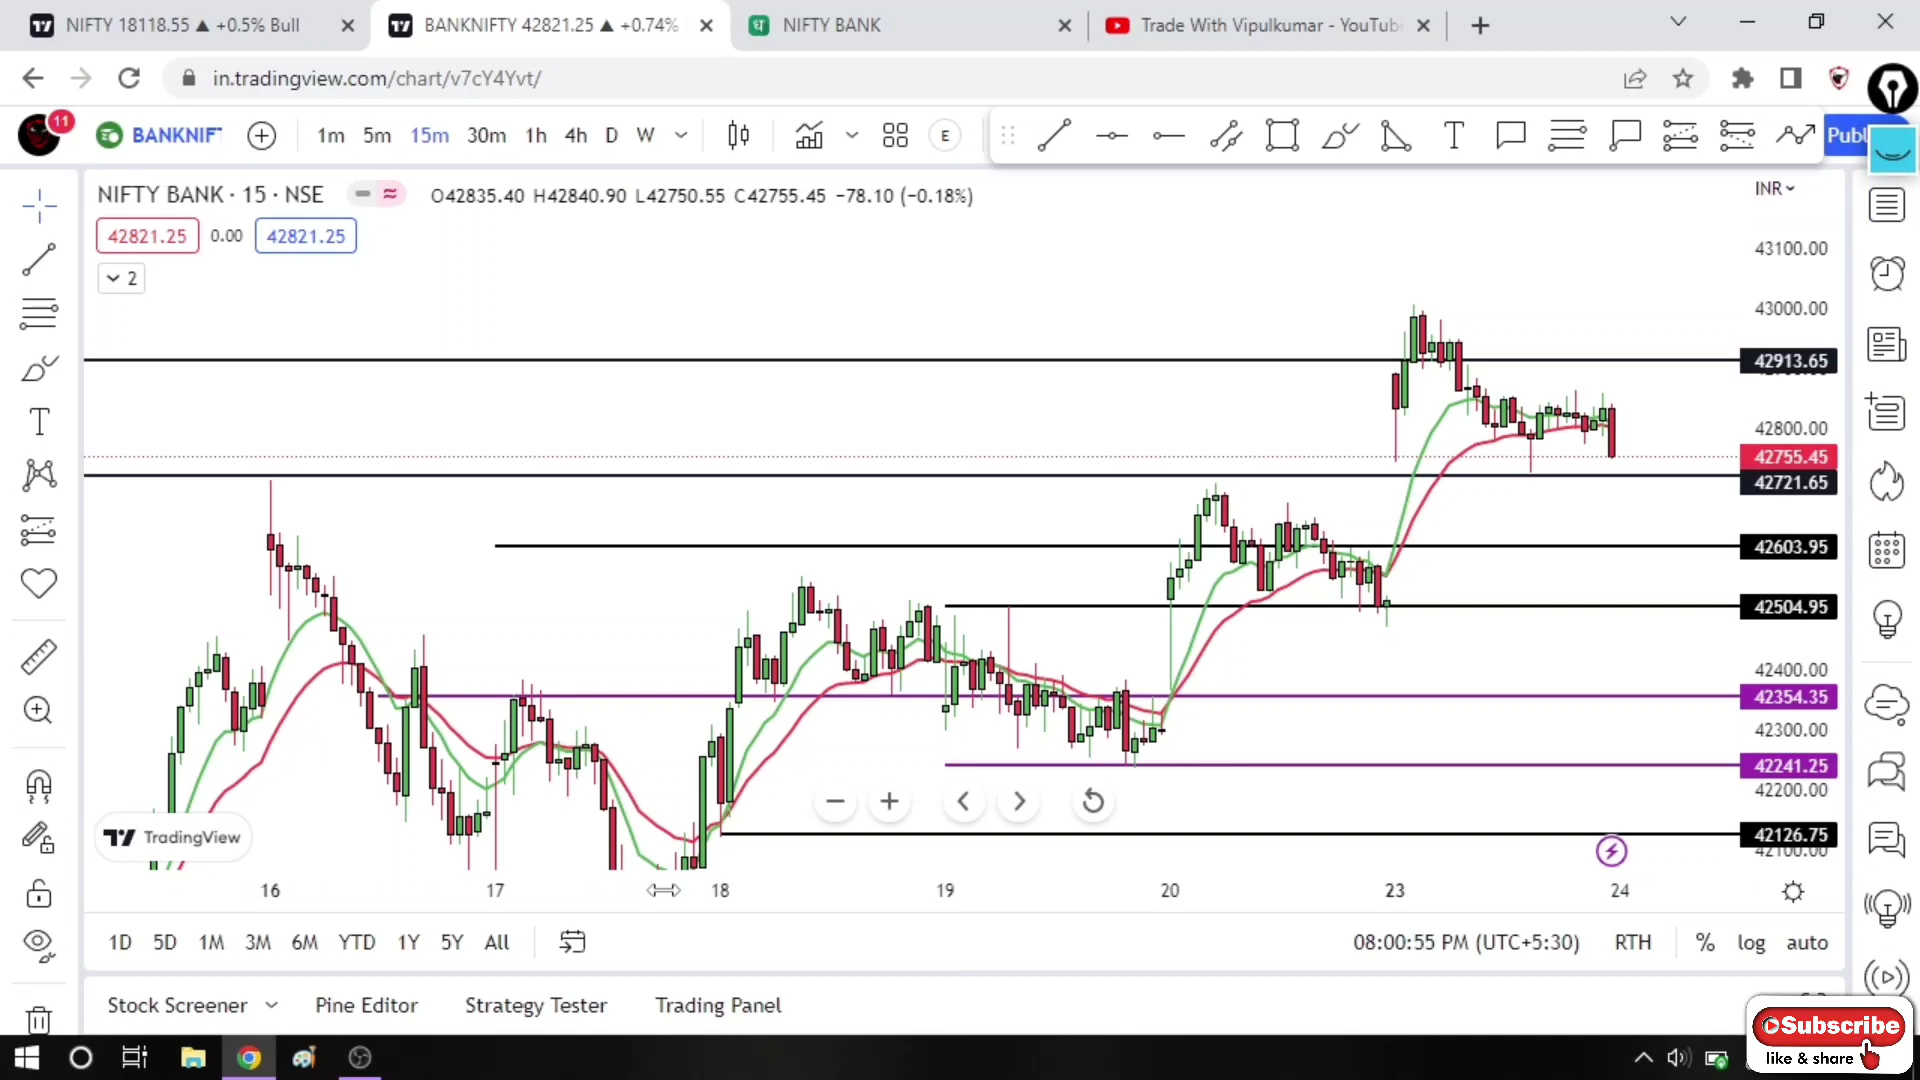 NIFTY 18118.55 ▲ +0.5% Bull
BANKNIFTY 42821.25 ▲ +0.74%
NIFTY BANK
Trade With Vipulkumar - YouTub
in.tradingview.com/chart/v7cY4Yvt/
11
BANKNIF
1m 5m 15m 30m 1h 4h D W
E
T
Publ
NIFTY BANK · 15 · NSE
O42835.40 H42840.90 L42750.55 C42755.45 −78.10 (−0.18%)
INR
42821.25 0.00 42821.25
2
43100.00
43000.00
42913.65
42800.00
42755.45
42721.65
42603.95
42504.95
42400.00
42354.35
42300.00
42241.25
42200.00
42126.75
42100.00
TradingView
16 17 18 19 20 23 24
1D 5D 1M 3M 6M YTD 1Y 5Y All
08:00:55 PM (UTC+5:30) RTH % log auto
Stock Screener Pine Editor Strategy Tester Trading Panel
Subscribe
like & share